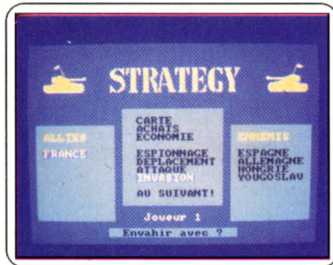 STRATEGY
ALLIES
FRANCE
CARTE
ACHATS
ECONOMIE
ESPIONNAGE
DEPLACEMENT
ATTAQUE
INVASION
AU SUIVANT!
ENNEMIS
ESPAGNE
ALLEMAGNE
HONGRIE
YOUGOSLAV
Joueur 1
Envahir avec ?